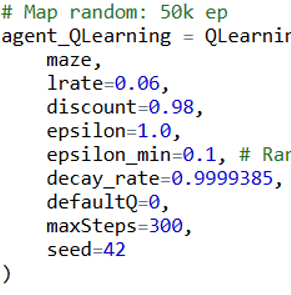 # Map random: 50k ep
agent_QLearning = QLearnin
maze,
lrate=0.06,
discount=0.98,
epsilon=1.0,
epsilon_min=0.1, # Ran
decay_rate=0.9999385,
defaultQ=0,
maxSteps=300,
seed=42
)